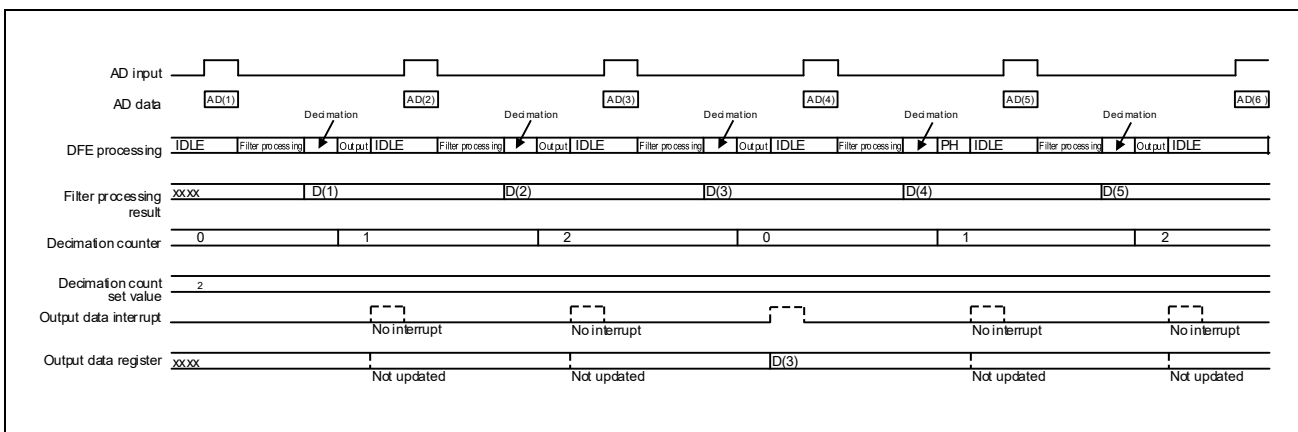 AD input
AD data
AD(1) AD(2) AD(3) AD(4) AD(5) AD(6 )
Decimation Decimation Decimation Decimation Decimation
DFE processing
IDLE Filter processing Output IDLE Filter processing Output IDLE Filter processing Output IDLE Filter processing PH IDLE Filter processing Output IDLE
Filter processing
result
xxxx D(1) D(2) D(3) D(4) D(5)
Decimation counter
0 1 2 0 1 2
Decimation count
set value
2
Output data interrupt
No interrupt No interrupt No interrupt No interrupt
Output data register
xxxx D(3)
Not updated Not updated Not updated Not updated